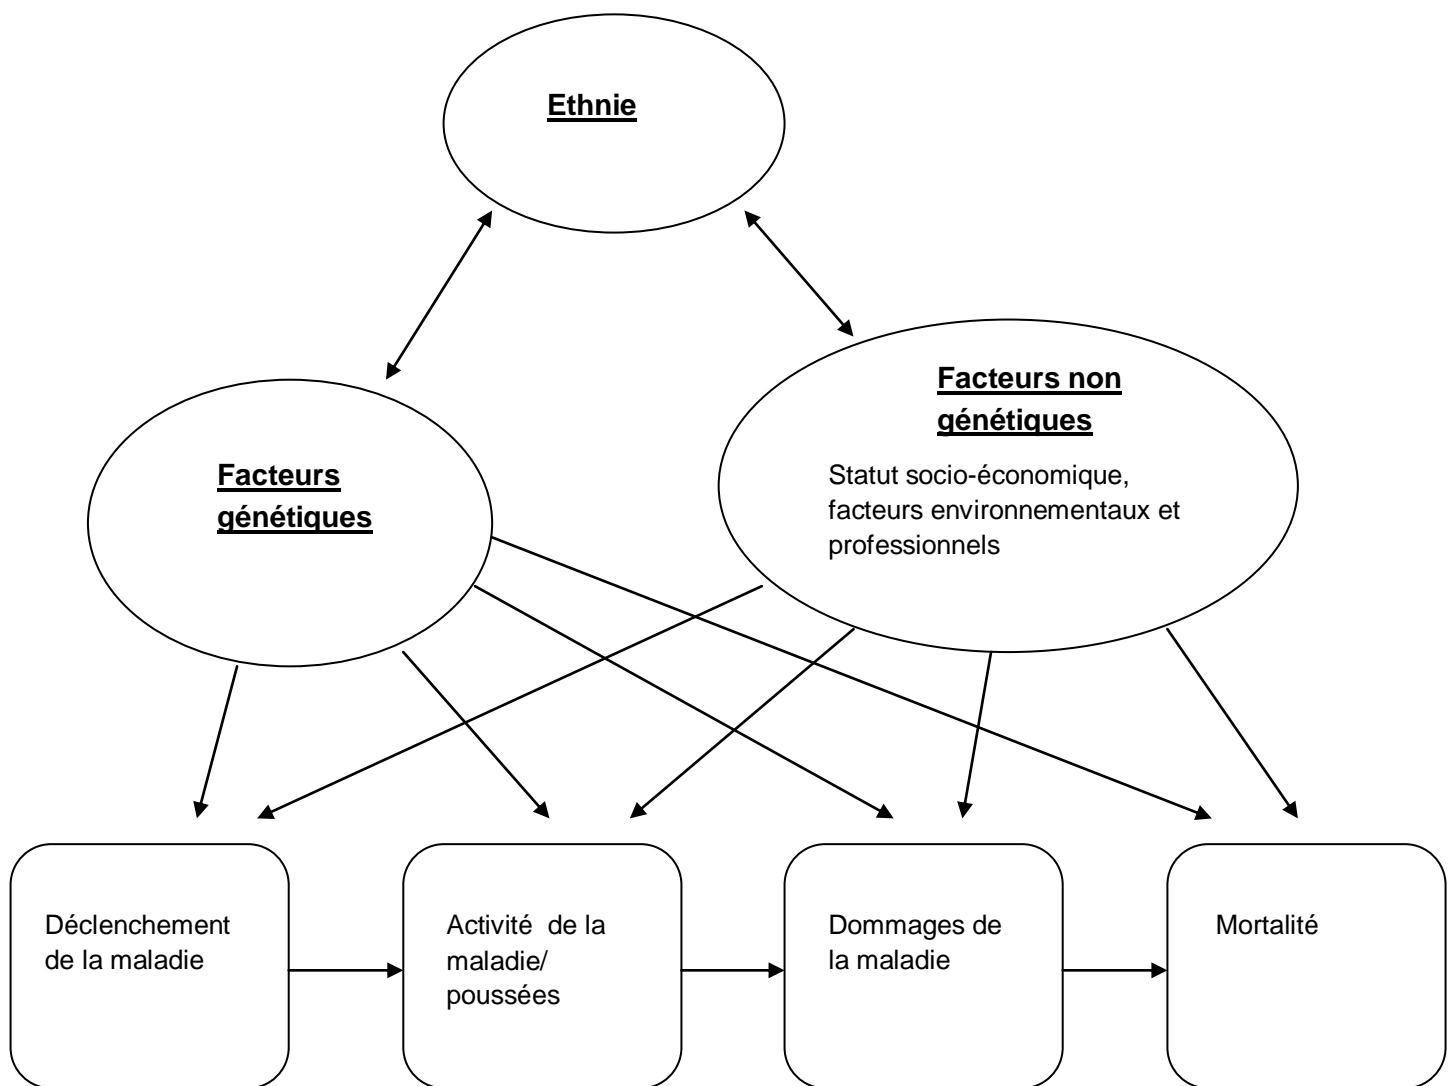 Ethnie
Facteurs non
génétiques
Statut socio-économique,
facteurs environnementaux et
professionnels
Facteurs
génétiques
Déclenchement
de la maladie
Activité  de la
maladie/
poussées
Dommages de
la maladie
Mortalité